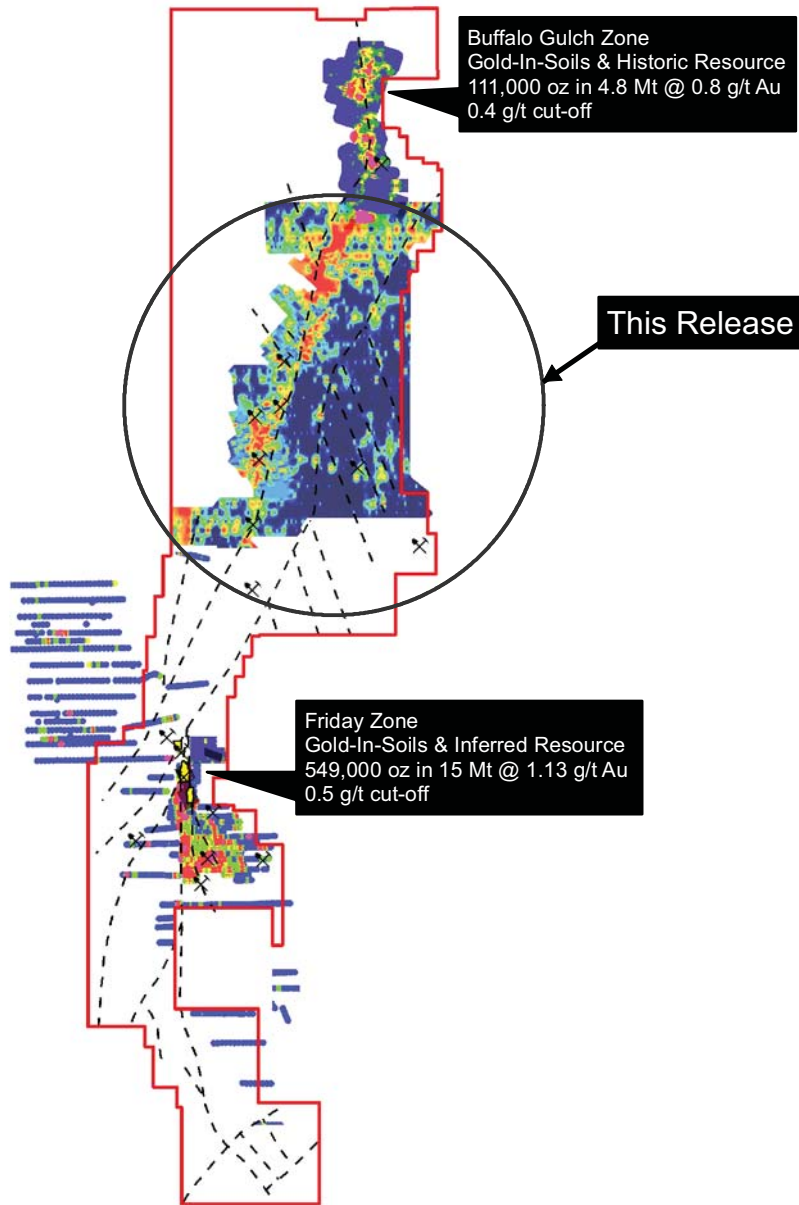 Buffalo Gulch Zone
Gold-In-Soils & Historic Resource
111,000 oz in 4.8 Mt @ 0.8 g/t Au
0.4 g/t cut-off
This Release
Friday Zone
Gold-In-Soils & Inferred Resource
549,000 oz in 15 Mt @ 1.13 g/t Au
0.5 g/t cut-off